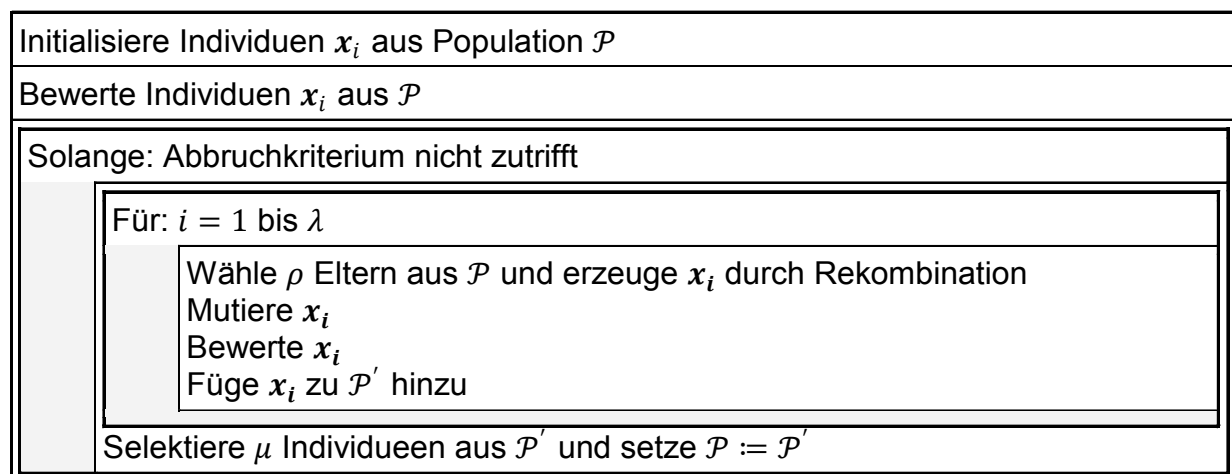 Initialisiere Individuen 𝒙ᵢ aus Population 𝒫
Bewerte Individuen 𝒙ᵢ aus 𝒫
Solange: Abbruchkriterium nicht zutrifft
Für: 𝑖 = 1 bis 𝜆
Wähle 𝜌 Eltern aus 𝒫 und erzeuge 𝒙ᵢ durch Rekombination
Mutiere 𝒙ᵢ
Bewerte 𝒙ᵢ
Füge 𝒙ᵢ zu 𝒫′ hinzu
Selektiere 𝜇 Individueen aus 𝒫′ und setze 𝒫 ≔ 𝒫′